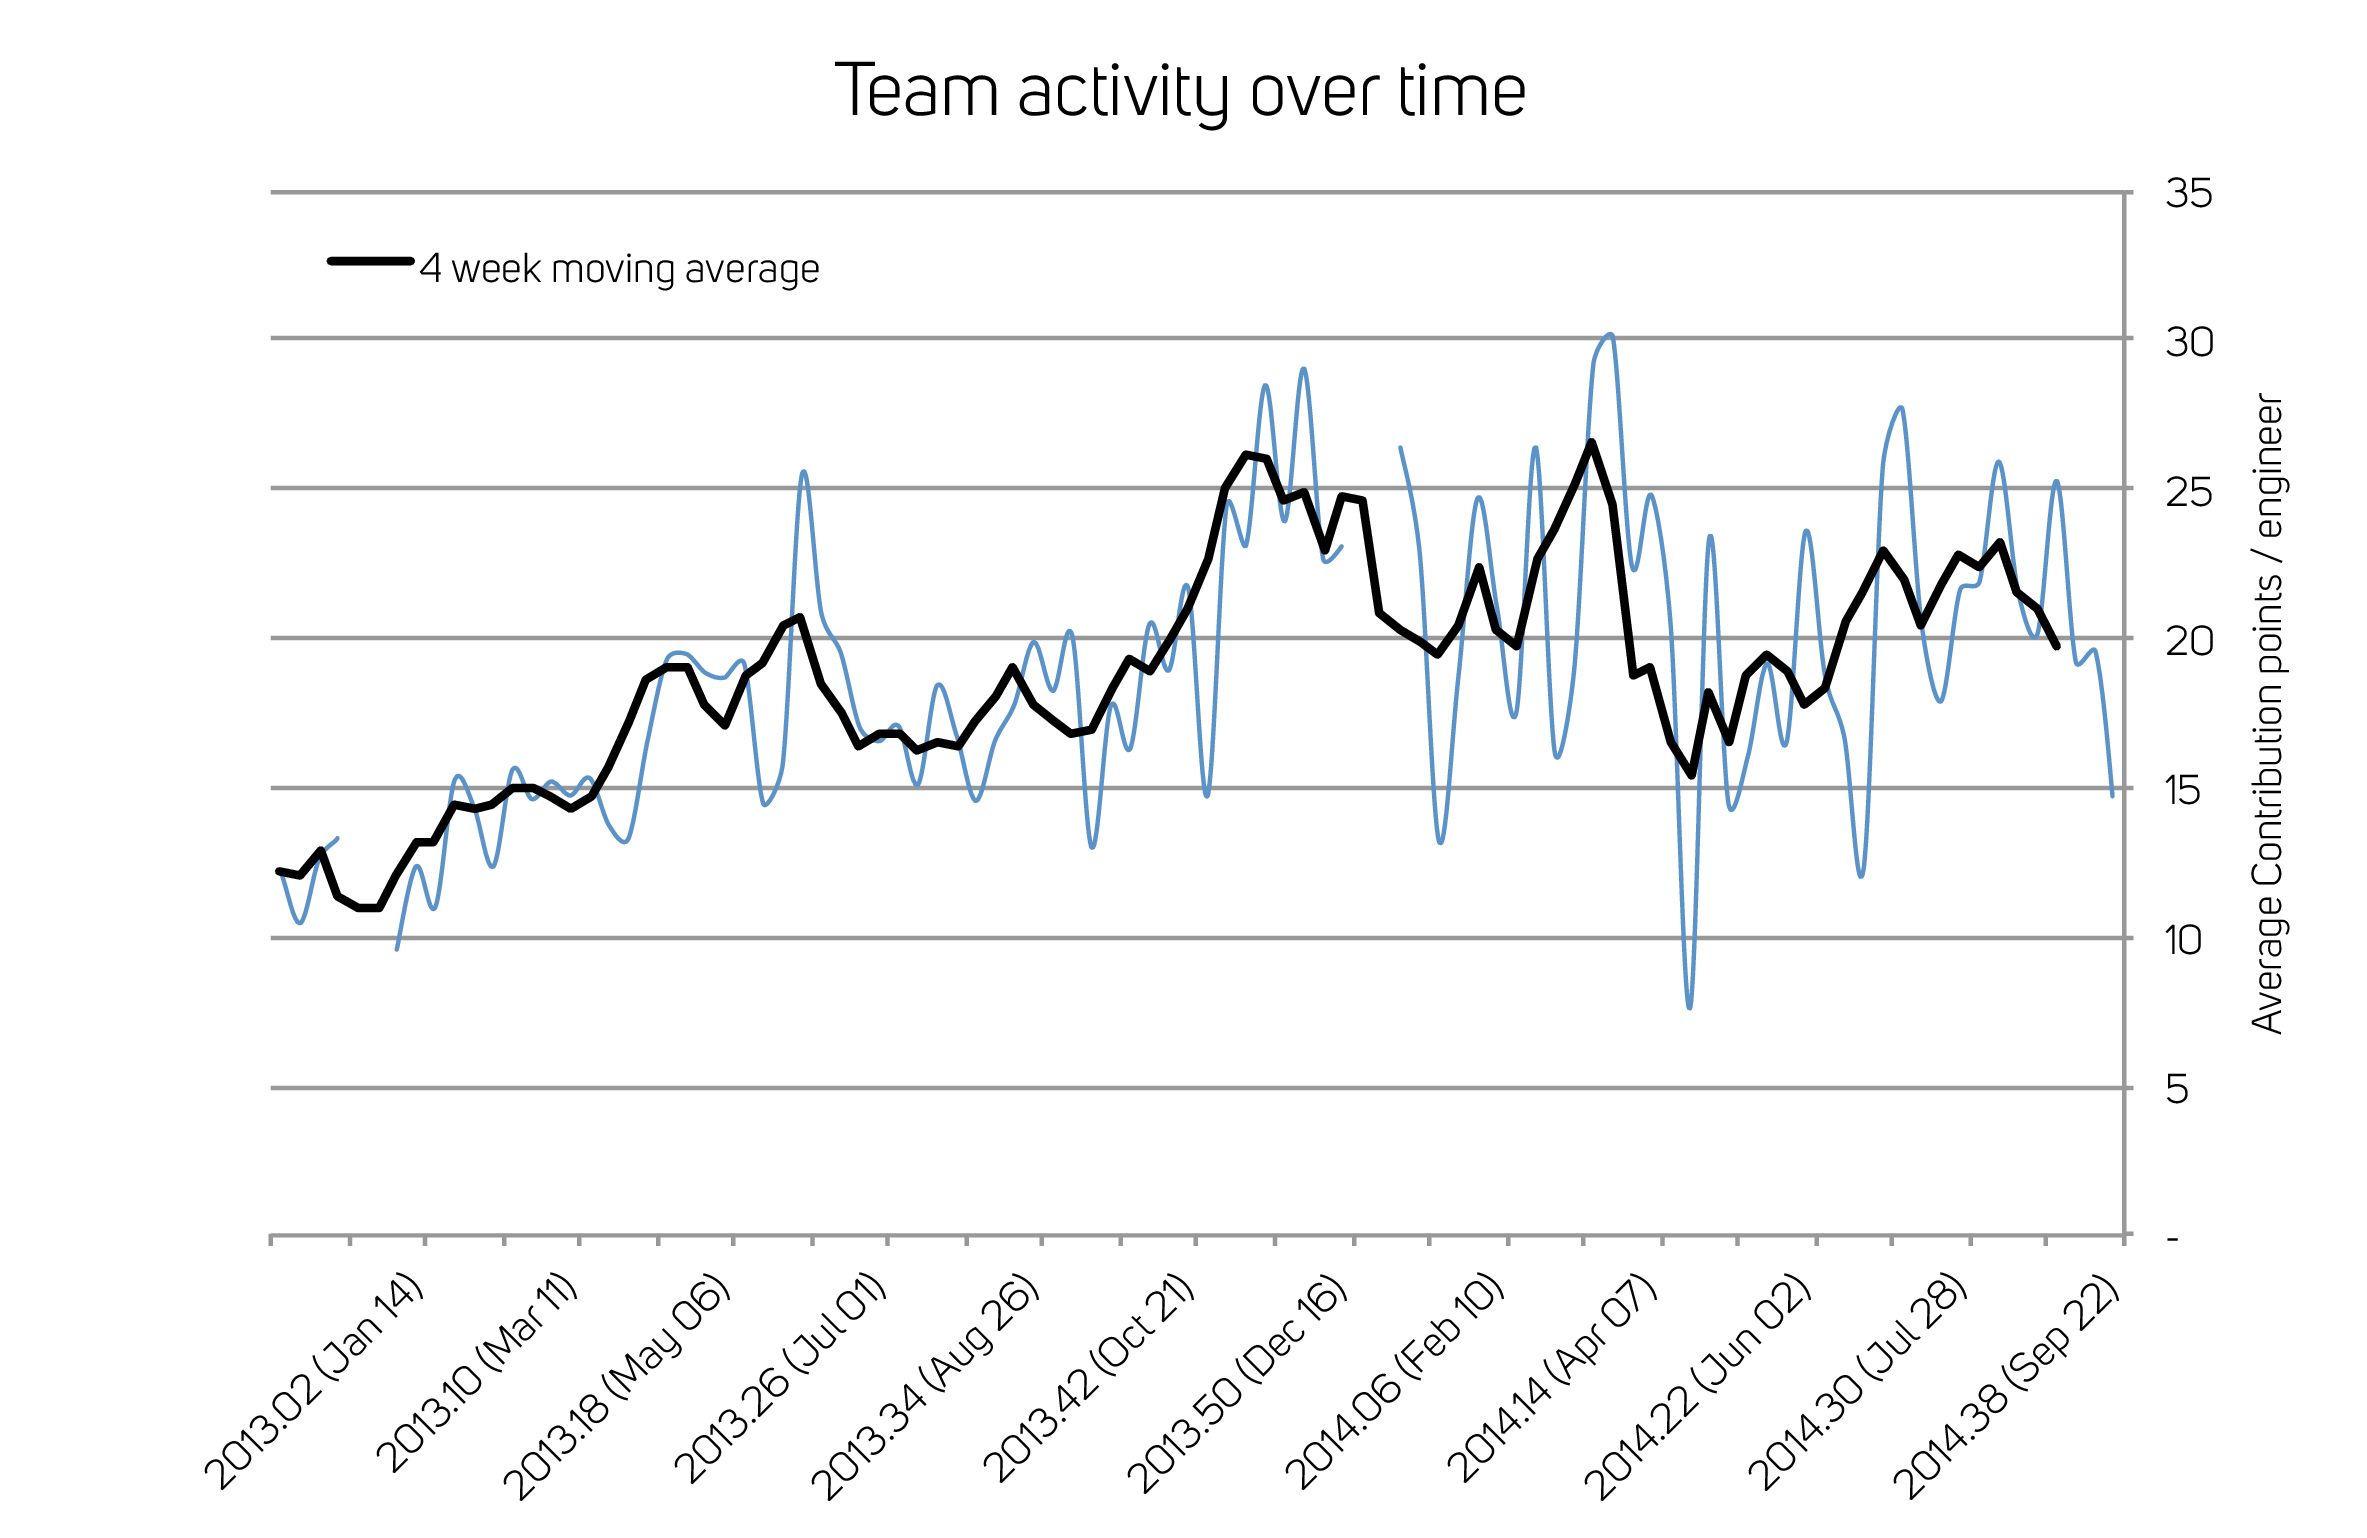 Team activity over time
4 week moving average
35
30
25
20
15
10
5
-
Average Contribution points / engineer
2013.02 (Jan 14)
2013.10 (Mar 11)
2013.18 (May 06)
2013.26 (Jul 01)
2013.34 (Aug 26)
2013.42 (Oct 21)
2013.50 (Dec 16)
2014.06 (Feb 10)
2014.14 (Apr 07)
2014.22 (Jun 02)
2014.30 (Jul 28)
2014.38 (Sep 22)